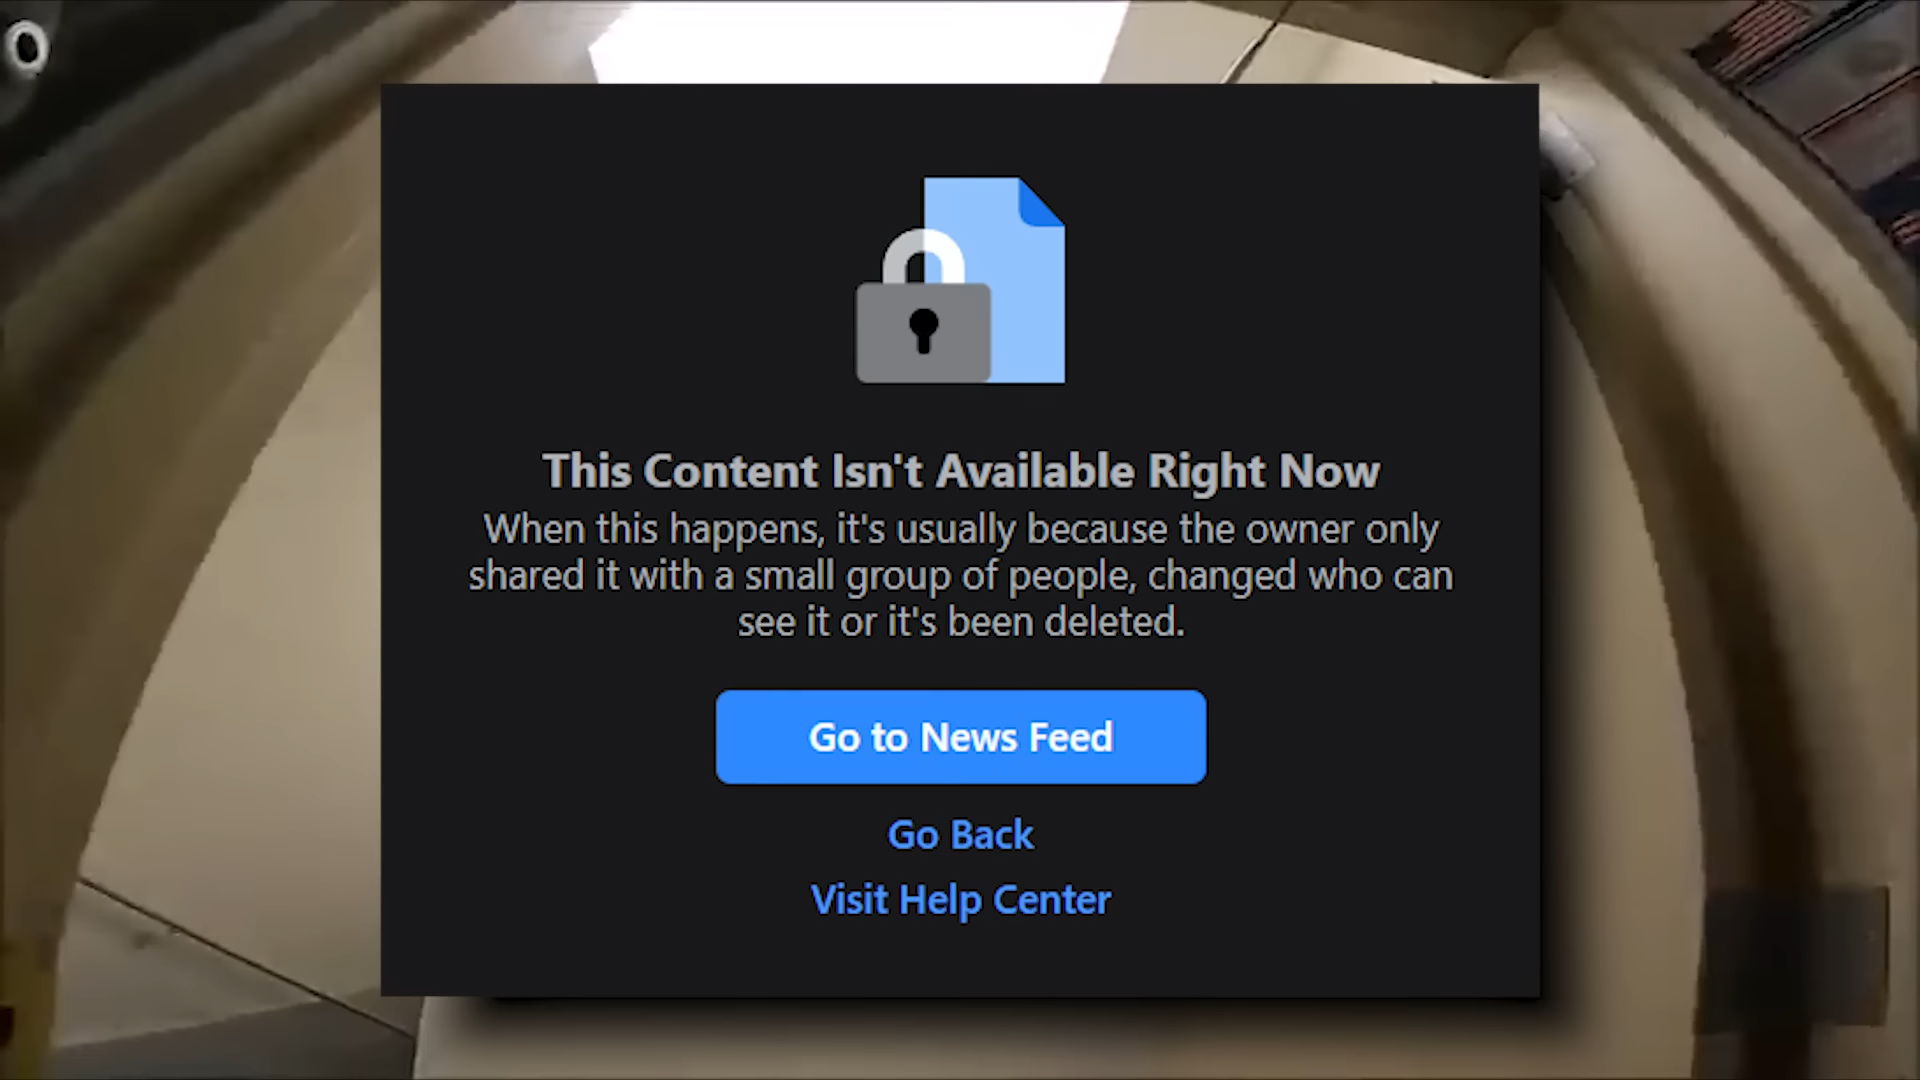 This Content Isn't Available Right Now
When this happens, it's usually because the owner only
shared it with a small group of people, changed who can
see it or it's been deleted.
Go to News Feed
Go Back
Visit Help Center